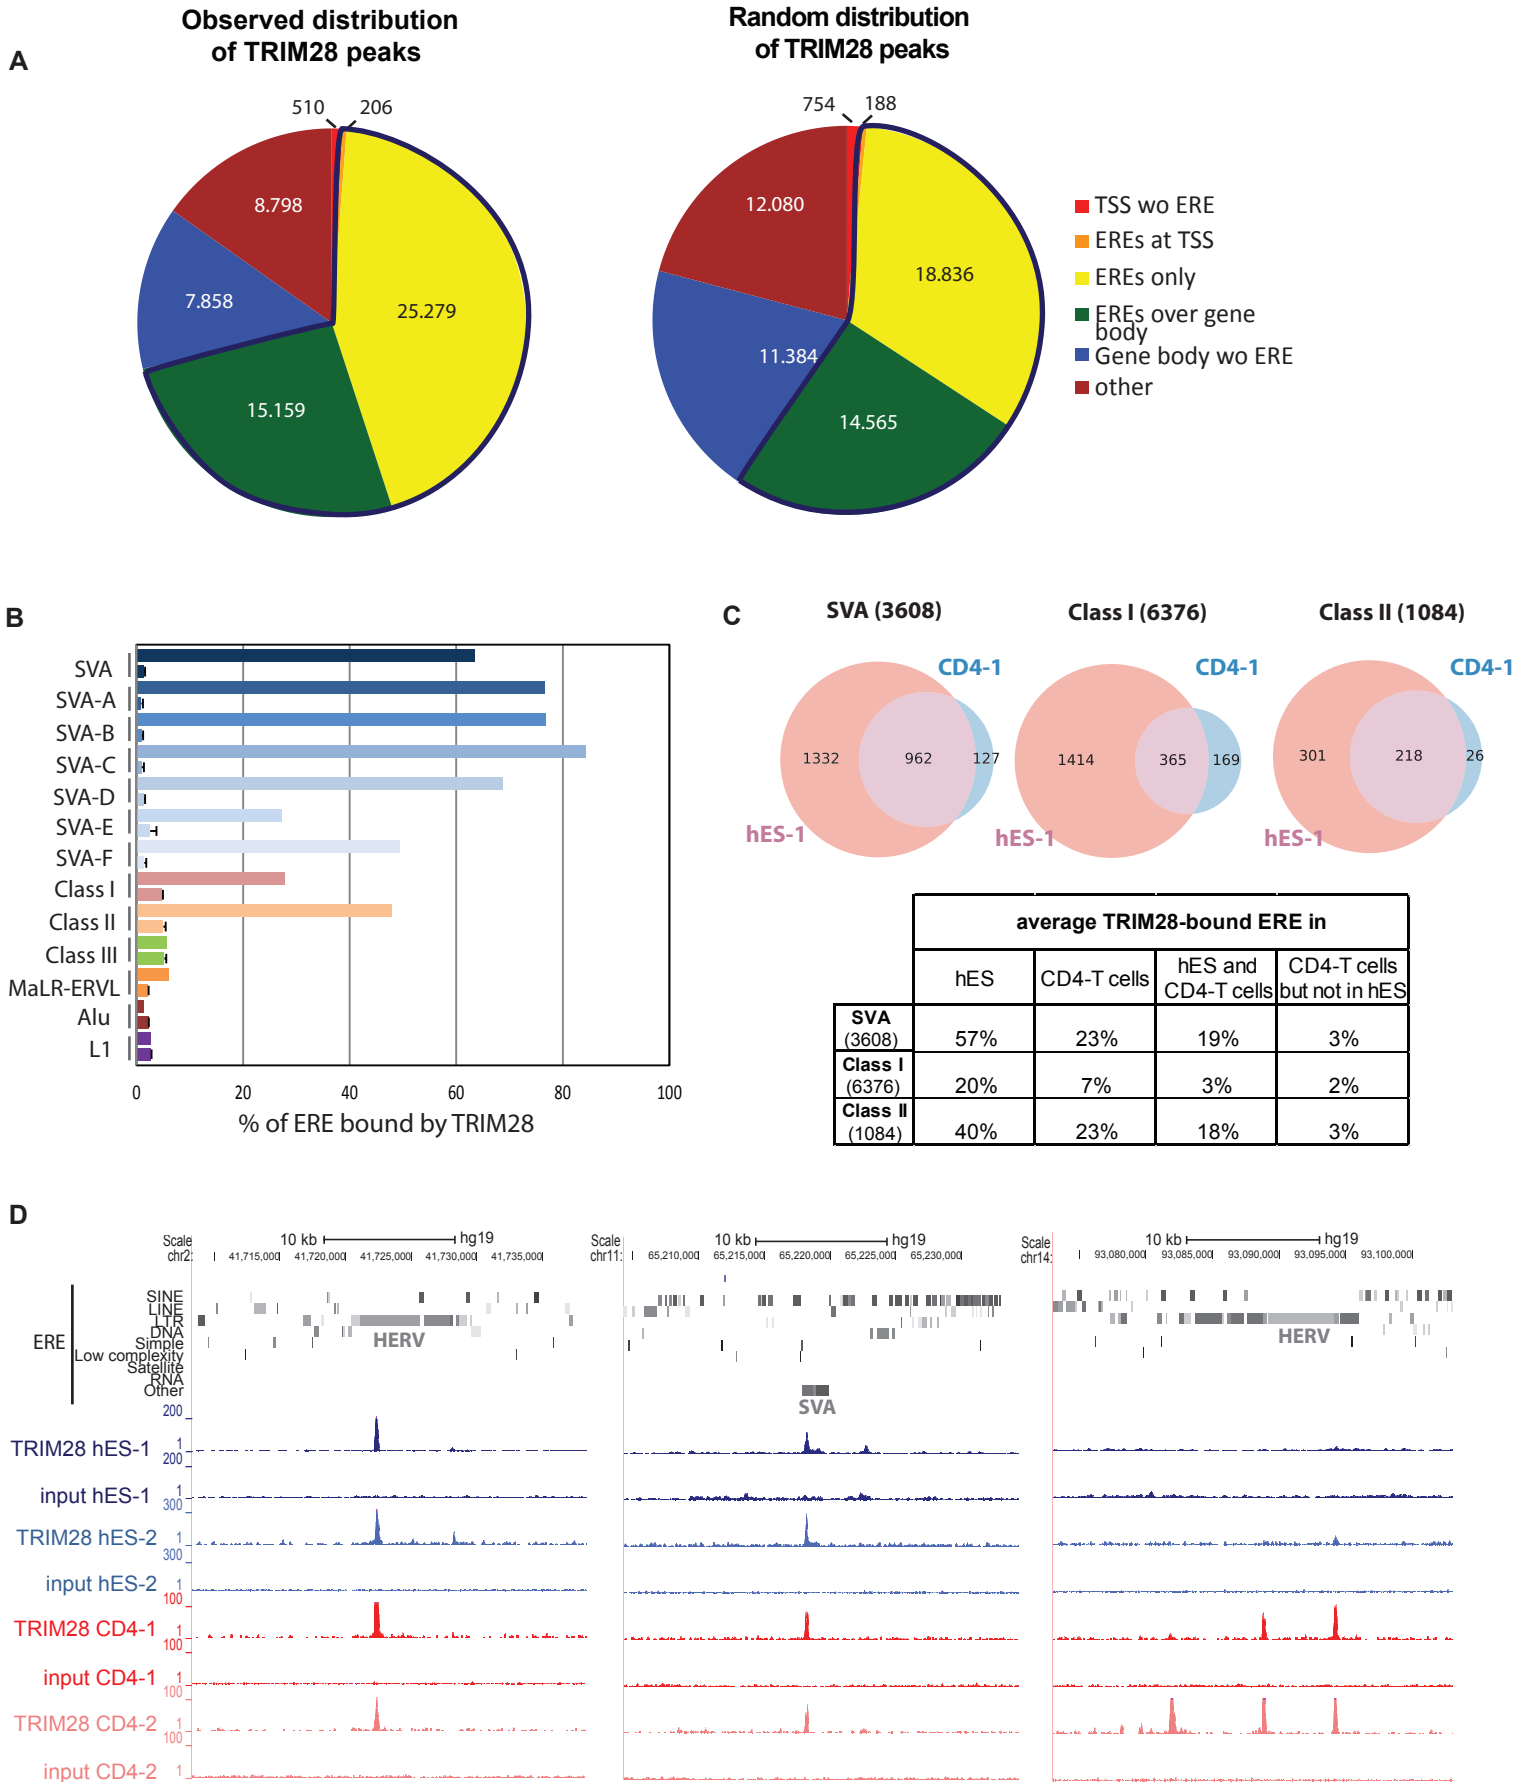 A
Observed distribution
of TRIM28 peaks
510
206
8.798
7.858
25.279
15.159
Random distribution
of TRIM28 peaks
754
188
12.080
18.836
11.384
14.565
TSS wo ERE
EREs at TSS
EREs only
EREs over gene
body
Gene body wo ERE
other
B
SVA
SVA-A
SVA-B
SVA-C
SVA-D
SVA-E
SVA-F
Class I
Class II
Class III
MaLR-ERVL
Alu
L1
0 20 40 60 80 100
% of ERE bound by TRIM28
C
SVA (3608)
CD4-1
1332 962 127
hES-1
Class I (6376)
CD4-1
1414 365 169
hES-1
Class II (1084)
CD4-1
301 218 26
hES-1
average TRIM28-bound ERE in
hES
CD4-T cells
hES and
CD4-T cells
CD4-T cells
but not in hES
SVA
(3608)
57% 23% 19% 3%
Class I
(6376)
20% 7% 3% 2%
Class II
(1084)
40% 23% 18% 3%
D
Scale 10 kb hg19
chr2: 41,715,000 41,720,000 41,725,000 41,730,000 41,735,000
Scale 10 kb hg19
chr11: 65,210,000 65,215,000 65,220,000 65,225,000 65,230,000
Scale 10 kb hg19
chr14: 93,080,000 93,085,000 93,090,000 93,095,000 93,100,000
ERE
SINE
LINE
LTR
DNA
Simple
Low complexity
Satellite
RNA
Other
HERV
SVA
HERV
200
TRIM28 hES-1 1
200
input hES-1 1
300
TRIM28 hES-2 1
300
input hES-2 1
100
TRIM28 CD4-1 1
100
input CD4-1 1
100
TRIM28 CD4-2 1
100
input CD4-2 1